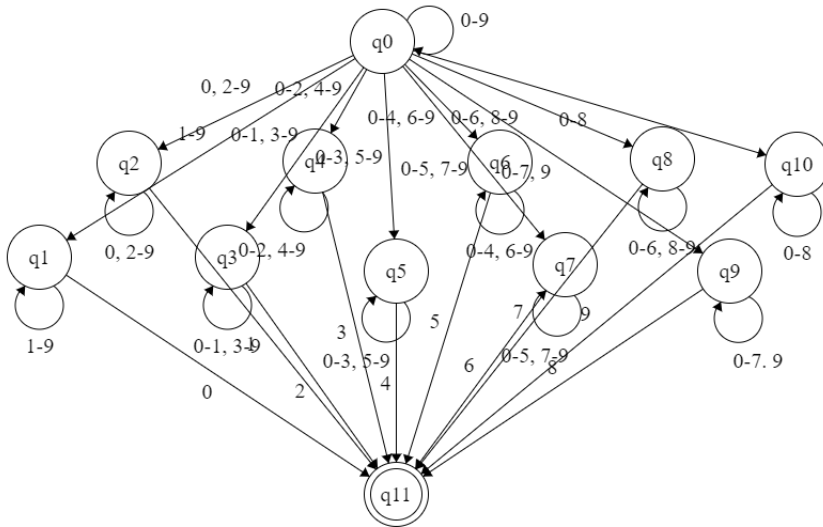 q0
0-9
0, 2-9
0-2, 4-9
1-9
0-1, 3-9
0-3, 5-9
0-4, 6-9
0-5, 7-9
0-6, 8-9
0-7, 9
0-8
q2
q4
q6
q8
q10
0, 2-9
0-2, 4-9
0-4, 6-9
0-6, 8-9
0-8
q1
q3
q5
q7
q9
1-9
0-1, 3-9
1
0-3, 5-9
0-5, 7-9
0-7. 9
0
2
3
4
5
6
7
8
9
q11